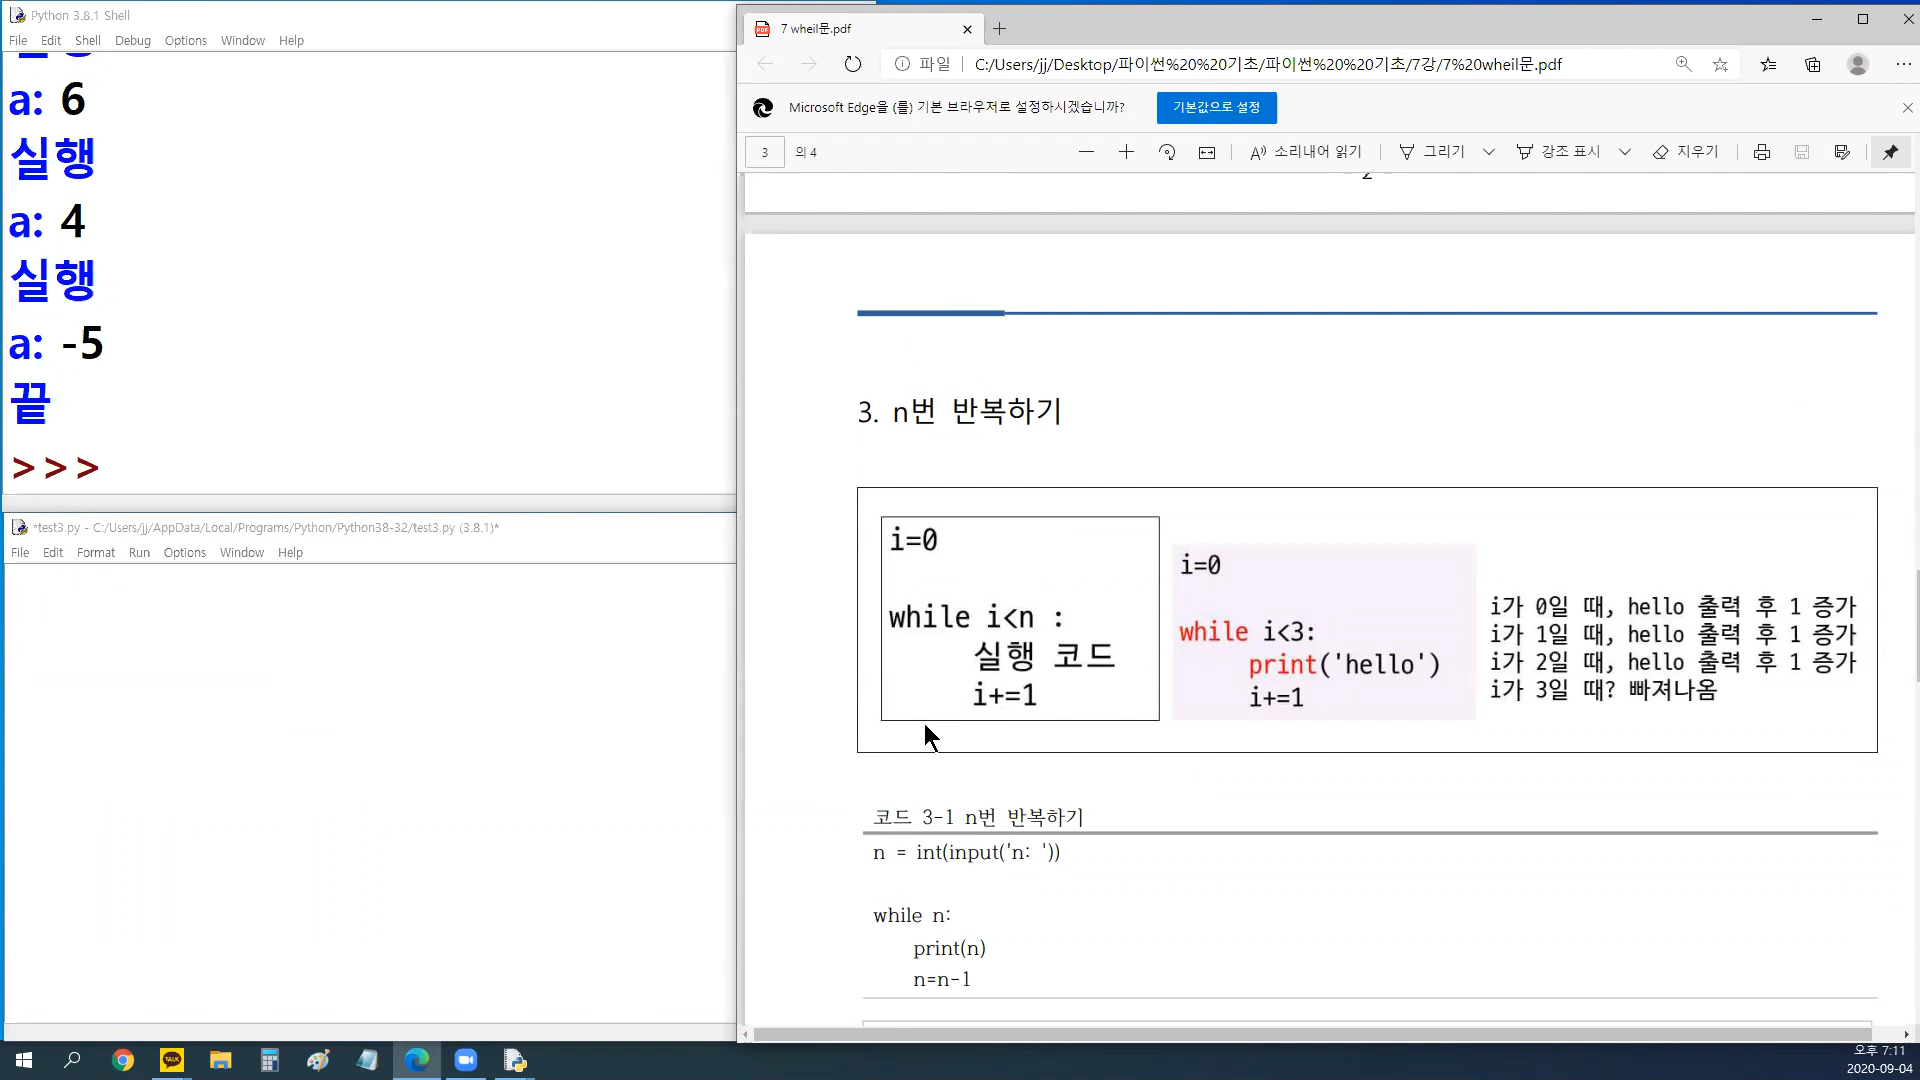 Python 3.8.1 Shell
File Edit Shell Debug Options Window Help
a: 6
실행
a: 4
실행
a: -5
끝
>>>
*test3.py - C:/Users/jj/AppData/Local/Programs/Python/Python38-32/test3.py (3.8.1)*
File Edit Format Run Options Window Help
7 wheil문.pdf
파일 C:/Users/jj/Desktop/파이썬%20%20기초/파이썬%20%20기초/7강/7%20wheil문.pdf
Microsoft Edge을 (를) 기본 브라우저로 설정하시겠습니까? 기본값으로 설정
3 의 4 소리내어 읽기 그리기 강조 표시 지우기
- 2 -
3. n번 반복하기
i=0
while i<n :
실행 코드
i+=1
i=0
while i<3:
print('hello')
i+=1
i가 0일 때, hello 출력 후 1 증가
i가 1일 때, hello 출력 후 1 증가
i가 2일 때, hello 출력 후 1 증가
i가 3일 때? 빠져나옴
코드 3-1 n번 반복하기
n = int(input('n: '))
while n:
print(n)
n=n-1
TALK
오후 7:11
2020-09-04